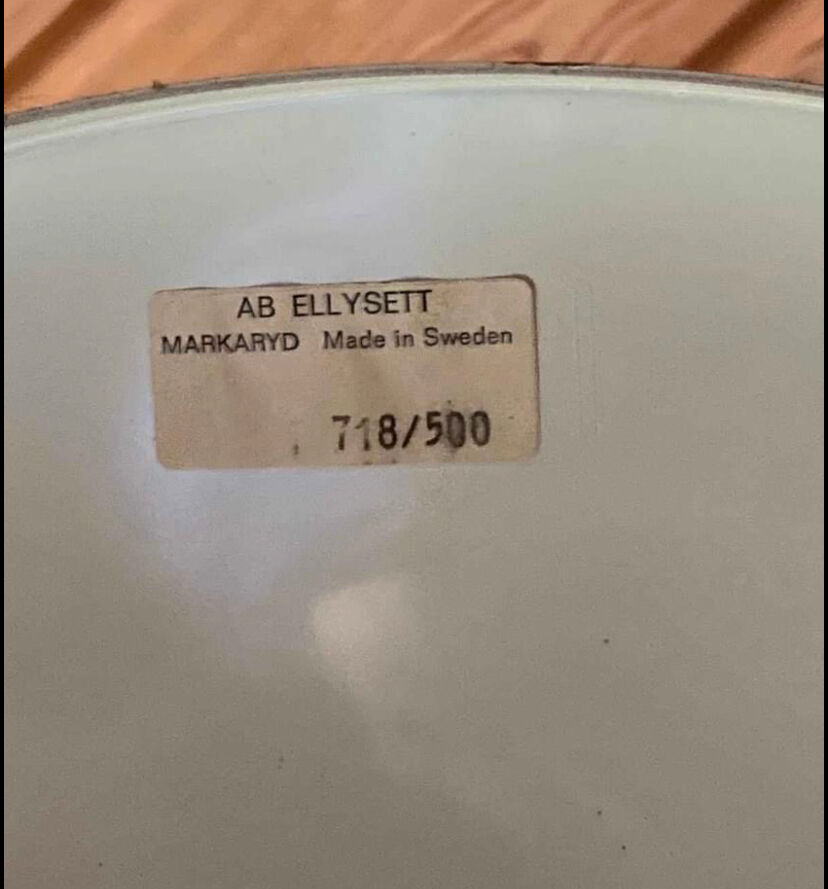 AB ELLYSETT
MARKARYD Made in Sweden
718/500